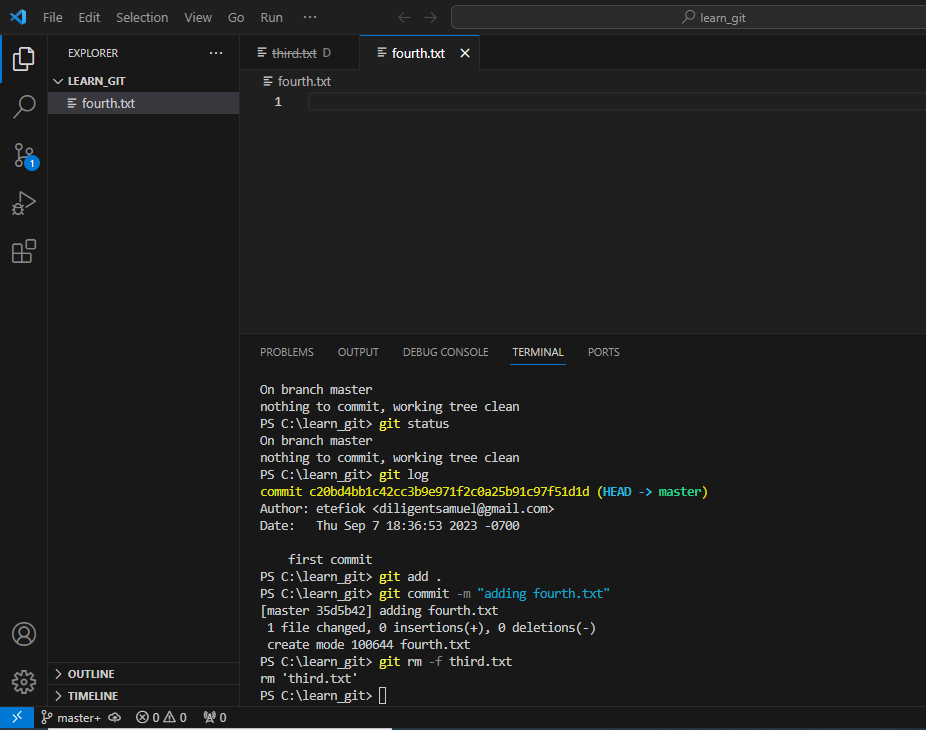 File Edit Selection View Go Run ···
learn_git
EXPLORER ···
LEARN_GIT
fourth.txt
third.txt D
fourth.txt
fourth.txt
1
1
PROBLEMS OUTPUT DEBUG CONSOLE TERMINAL PORTS
On branch master
nothing to commit, working tree clean
PS C:\learn_git> git status
On branch master
nothing to commit, working tree clean
PS C:\learn_git> git log
commit c20bd4bb1c42cc3b9e971f2c0a25b91c97f51d1d (HEAD -> master)
Author: etefiok <diligentsamuel@gmail.com>
Date:   Thu Sep 7 18:36:53 2023 -0700
    first commit
PS C:\learn_git> git add .
PS C:\learn_git> git commit -m "adding fourth.txt"
[master 35d5b42] adding fourth.txt
 1 file changed, 0 insertions(+), 0 deletions(-)
 create mode 100644 fourth.txt
PS C:\learn_git> git rm -f third.txt
rm 'third.txt'
PS C:\learn_git>
OUTLINE
TIMELINE
master+ 0 0 0